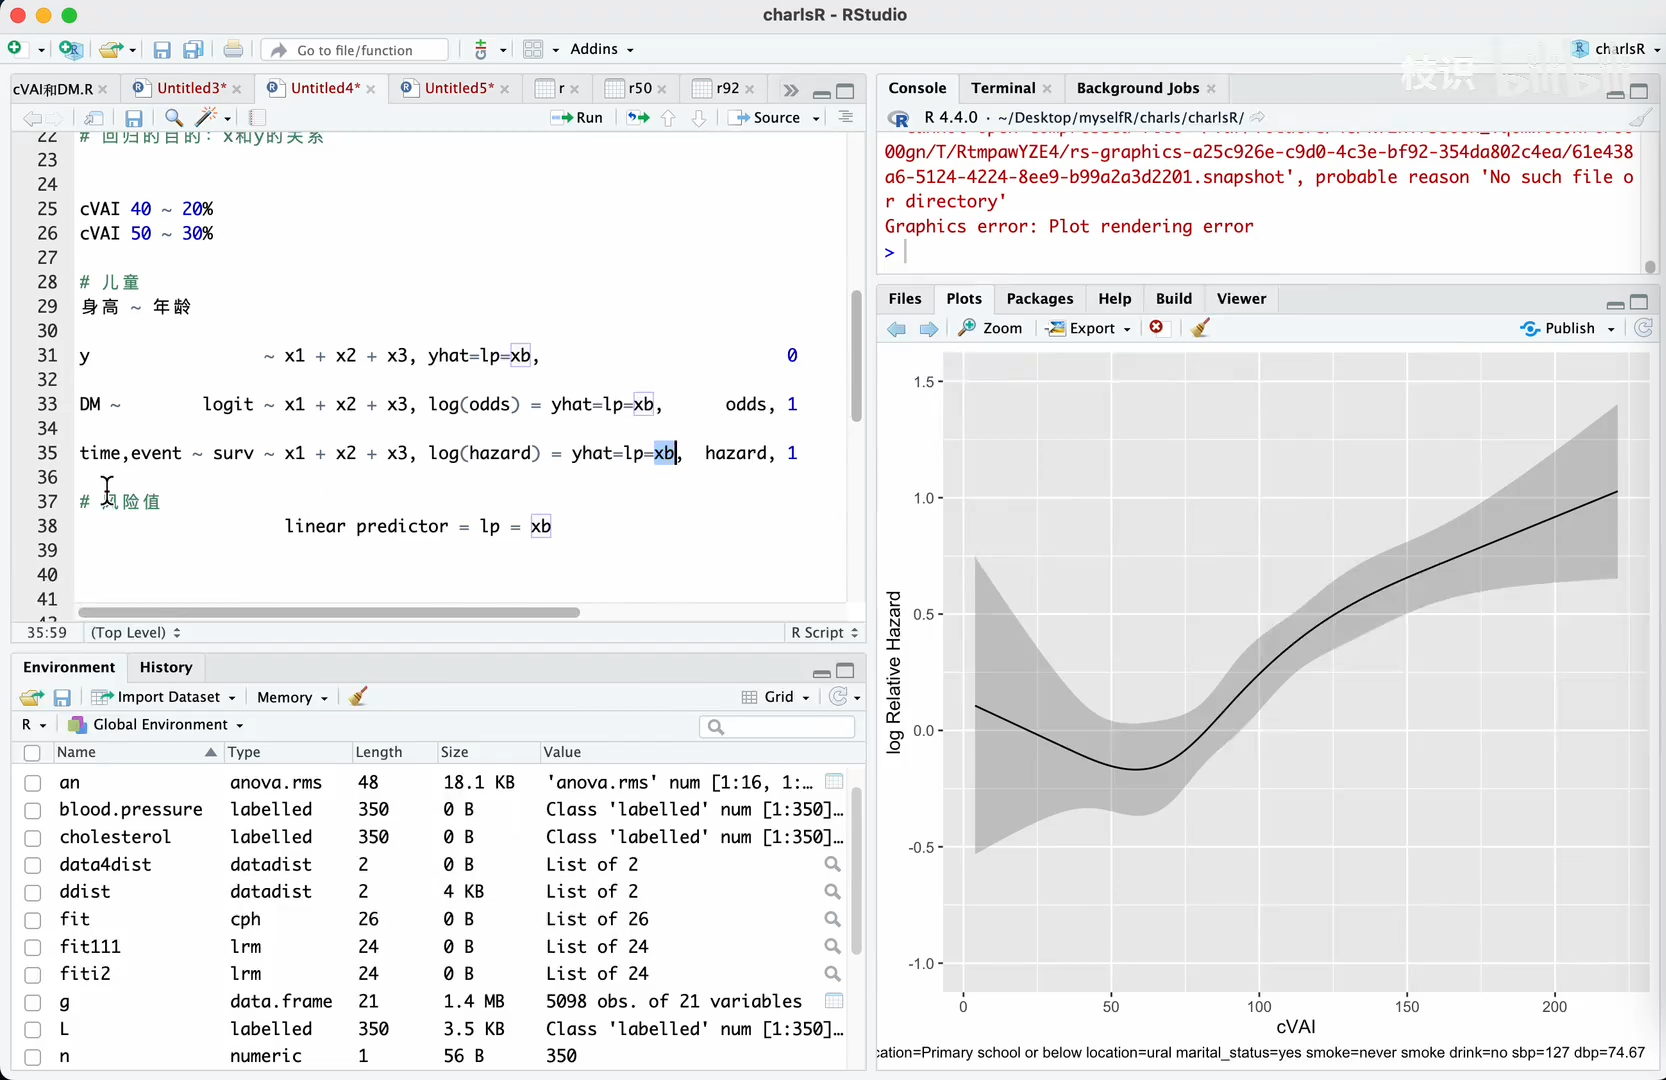 charlsR - RStudio
Go to file/function
Addins
charlsR
枝识 bilibili
cVAI和DM.R
Untitled3*
Untitled4*
Untitled5*
r
r50
r92
Run
Source
22 # 回归的目的: x和y的关系
23
24
25 cVAI 40 ~ 20%
26 cVAI 50 ~ 30%
27
28 # 儿童
29 身高 ~ 年龄
30
31 y ~ x1 + x2 + x3, yhat=lp=xb, 0
32
33 DM ~ logit ~ x1 + x2 + x3, log(odds) = yhat=lp=xb, odds, 1
34
35 time,event ~ surv ~ x1 + x2 + x3, log(hazard) = yhat=lp=xb, hazard, 1
36
37 # 风险值
38 linear predictor = lp = xb
39
40
41
35:59 (Top Level) R Script
Environment History
Import Dataset Memory Grid
R Global Environment
Name Type Length Size Value
an anova.rms 48 18.1 KB 'anova.rms' num [1:16, 1:…
blood.pressure labelled 350 0 B Class 'labelled' num [1:350]…
cholesterol labelled 350 0 B Class 'labelled' num [1:350]…
data4dist datadist 2 0 B List of 2
ddist datadist 2 4 KB List of 2
fit cph 26 0 B List of 26
fit111 lrm 24 0 B List of 24
fiti2 lrm 24 0 B List of 24
g data.frame 21 1.4 MB 5098 obs. of 21 variables
L labelled 350 3.5 KB Class 'labelled' num [1:350]…
n numeric 1 56 B 350
Console Terminal Background Jobs
R 4.4.0 · ~/Desktop/myselfR/charls/charlsR/
00gn/T/RtmpawYZE4/rs-graphics-a25c926e-c9d0-4c3e-bf92-354da802c4ea/61e438
a6-5124-4224-8ee9-b99a2a3d2201.snapshot', probable reason 'No such file o
r directory'
Graphics error: Plot rendering error
>
Files Plots Packages Help Build Viewer
Zoom Export Publish
log Relative Hazard
1.5
1.0
0.5
0.0
-0.5
-1.0
0 50 100 150 200
cVAI
cation=Primary school or below location=ural marital_status=yes smoke=never smoke drink=no sbp=127 dbp=74.67